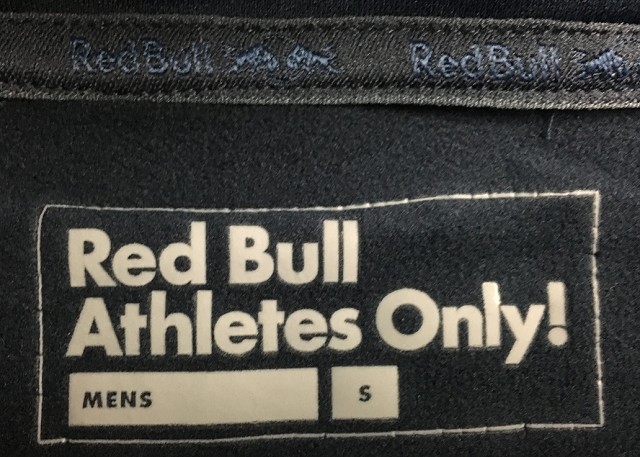 Red Bull Red Bull
Red Bull
Athletes Only!
MENS S